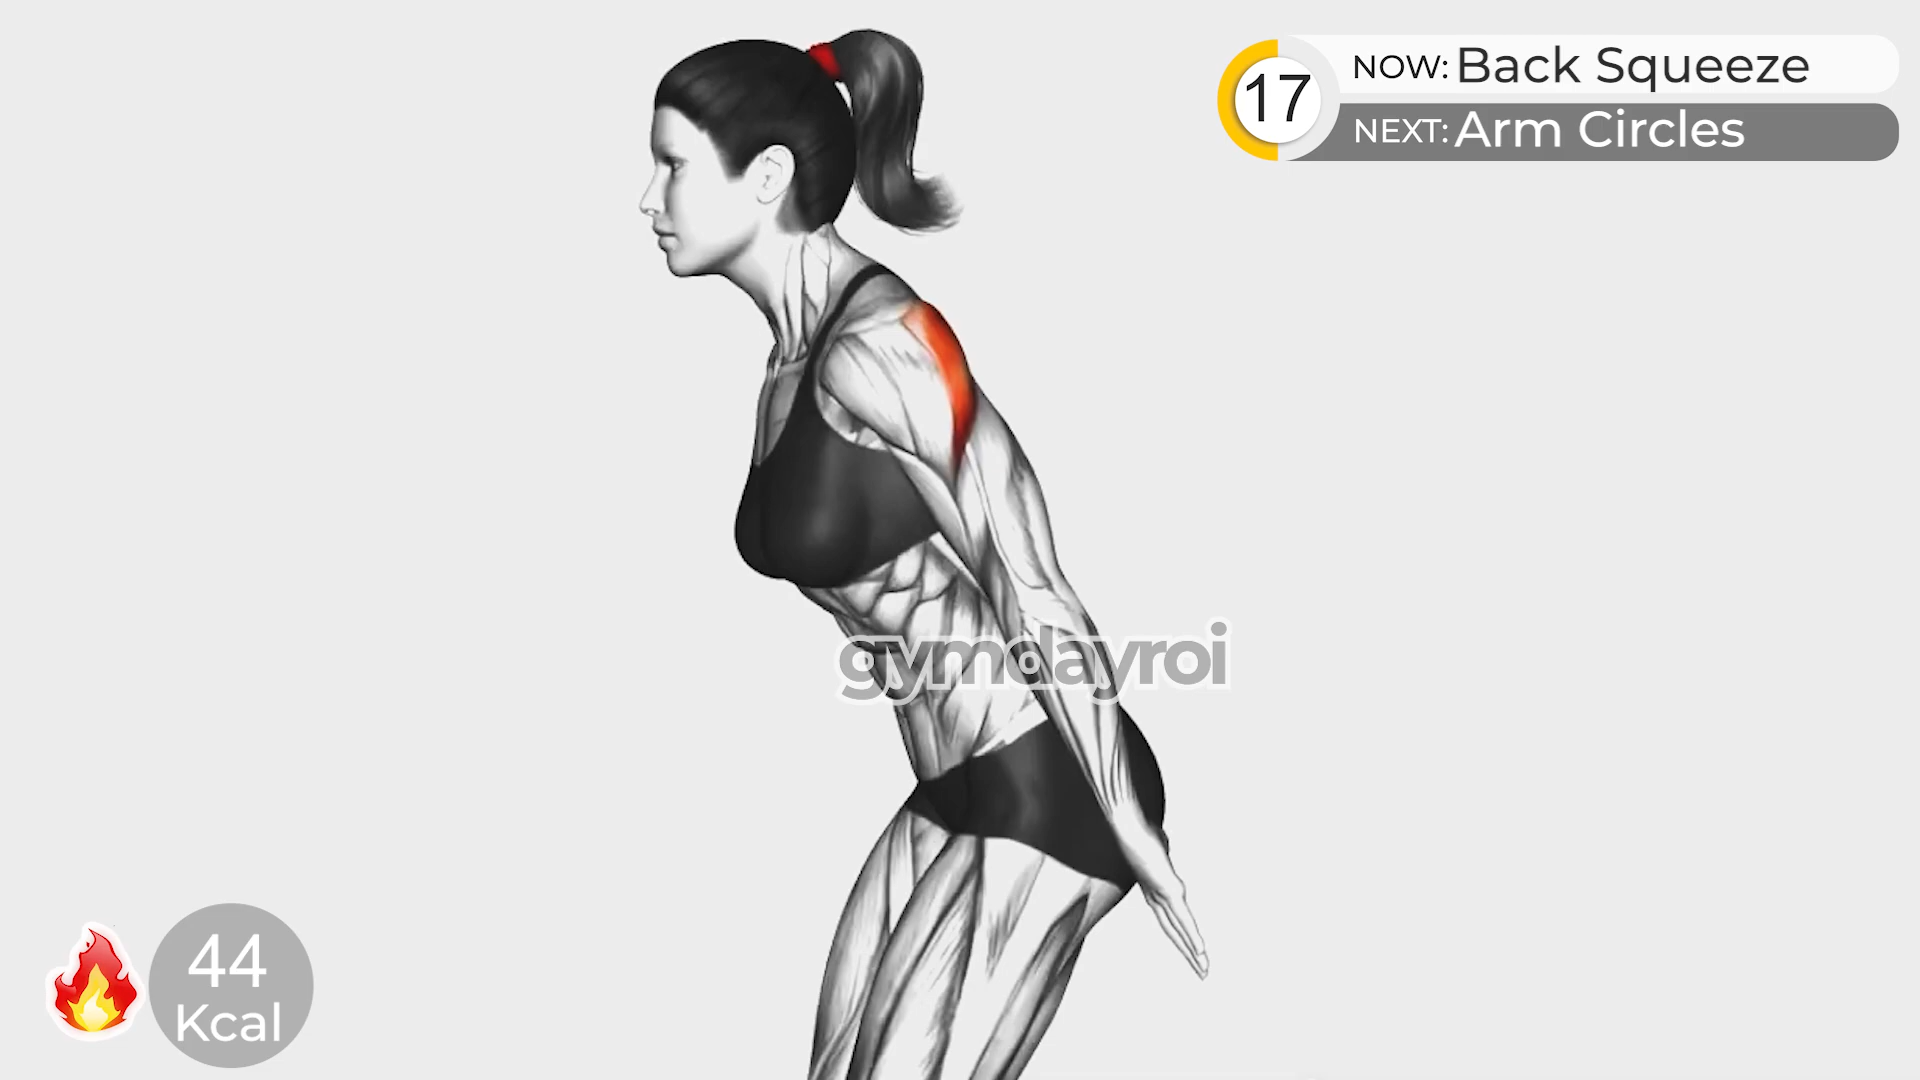 17
NOW: Back Squeeze
NEXT: Arm Circles
gymdayroi
44
Kcal